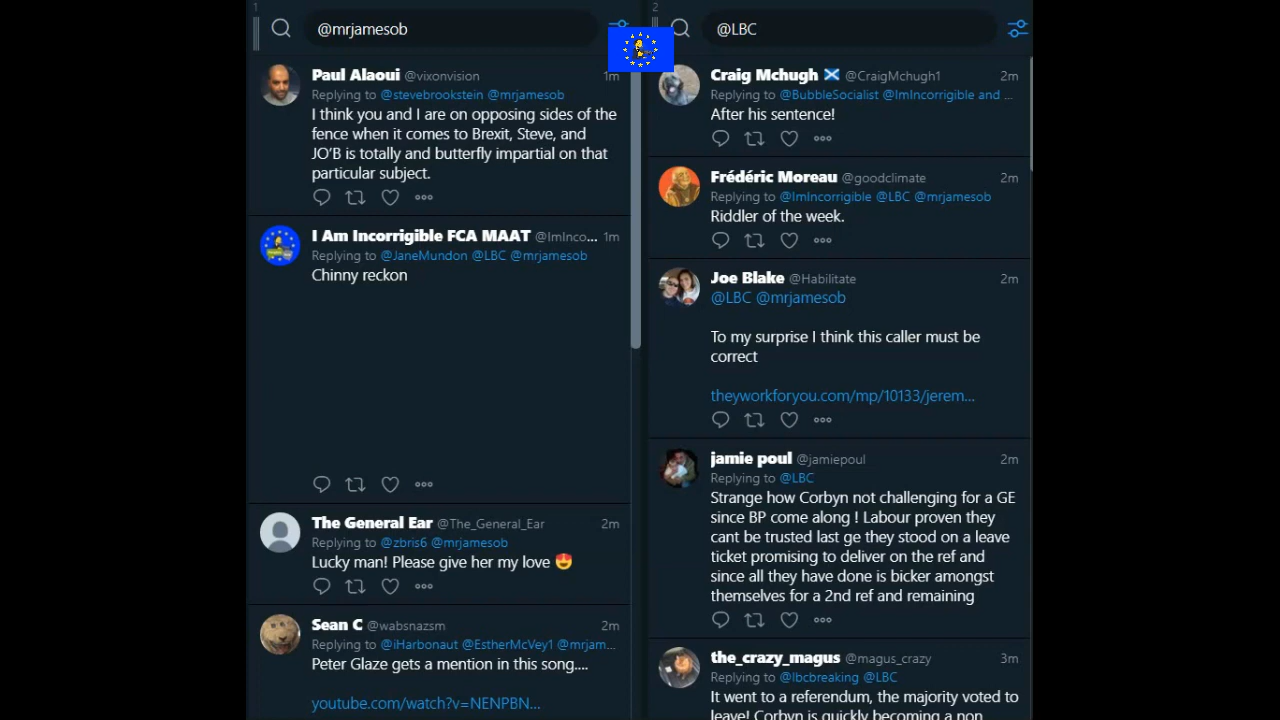 1
@mrjamesob
Paul Alaoui @vixonvision 1m
Replying to @stevebrookstein @mrjamesob
I think you and I are on opposing sides of the
fence when it comes to Brexit, Steve, and
JO’B is totally and butterfly impartial on that
particular subject.
I Am Incorrigible FCA MAAT @ImInco... 1m
Replying to @JaneMundon @LBC @mrjamesob
Chinny reckon
The General Ear @The_General_Ear 2m
Replying to @zbris6 @mrjamesob
Lucky man! Please give her my love 😍
Sean C @wabsnazsm 2m
Replying to @iHarbonaut @EstherMcVey1 @mrjam...
Peter Glaze gets a mention in this song....
youtube.com/watch?v=NENPBN...
2
@LBC
Craig Mchugh @CraigMchugh1 2m
Replying to @BubbleSocialist @ImIncorrigible and ...
After his sentence!
Frédéric Moreau @goodclimate 2m
Replying to @ImIncorrigible @LBC @mrjamesob
Riddler of the week.
Joe Blake @Habilitate 2m
@LBC @mrjamesob
To my surprise I think this caller must be
correct
theyworkforyou.com/mp/10133/jerem...
jamie poul @jamiepoul 2m
Replying to @LBC
Strange how Corbyn not challenging for a GE
since BP come along ! Labour proven they
cant be trusted last ge they stood on a leave
ticket promising to deliver on the ref and
since all they have done is bicker amongst
themselves for a 2nd ref and remaining
the_crazy_magus @magus_crazy 3m
Replying to @lbcbreaking @LBC
It went to a referendum, the majority voted to
leave! Corbyn is quickly becoming a non